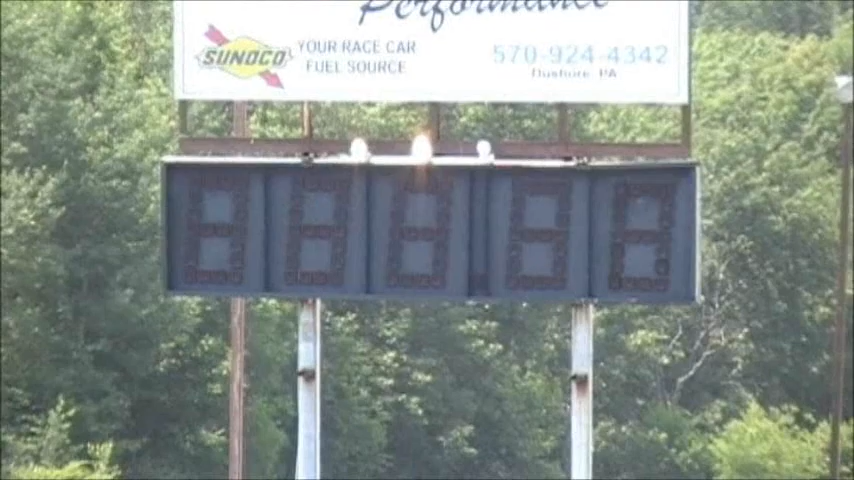 Performance
SUNOCO
YOUR RACE CAR
FUEL SOURCE
570-924-4342
Dushore PA